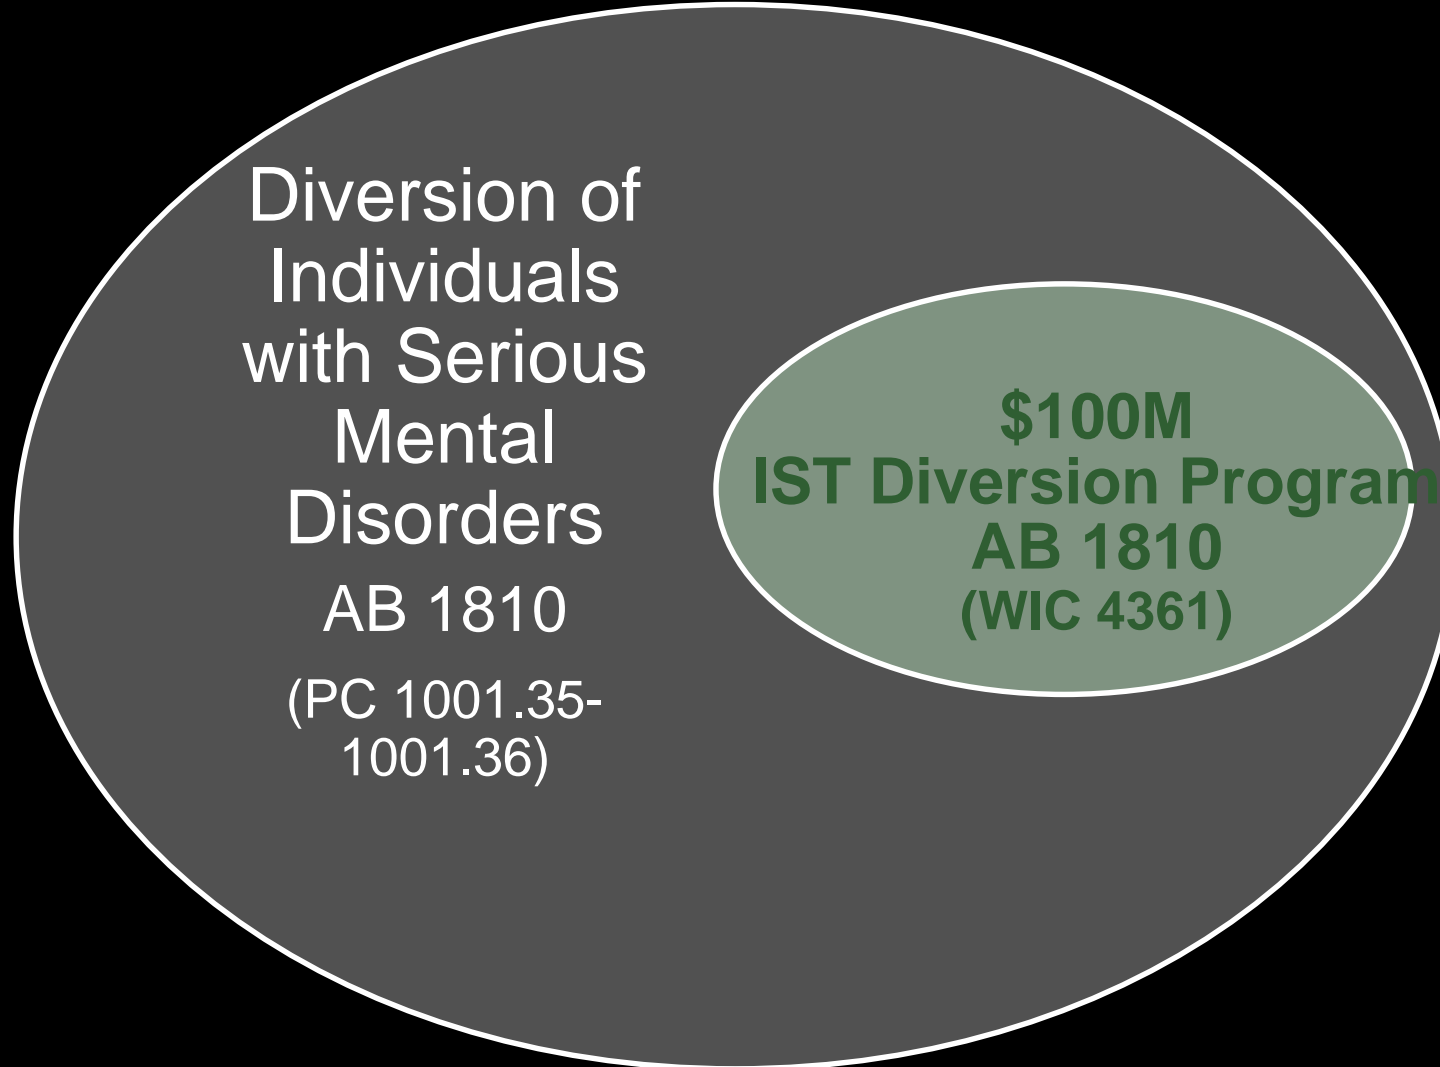 Diversion of
Individuals
with Serious
Mental
Disorders
AB 1810
(PC 1001.35-
1001.36)
$100M
IST Diversion Program
AB 1810
(WIC 4361)